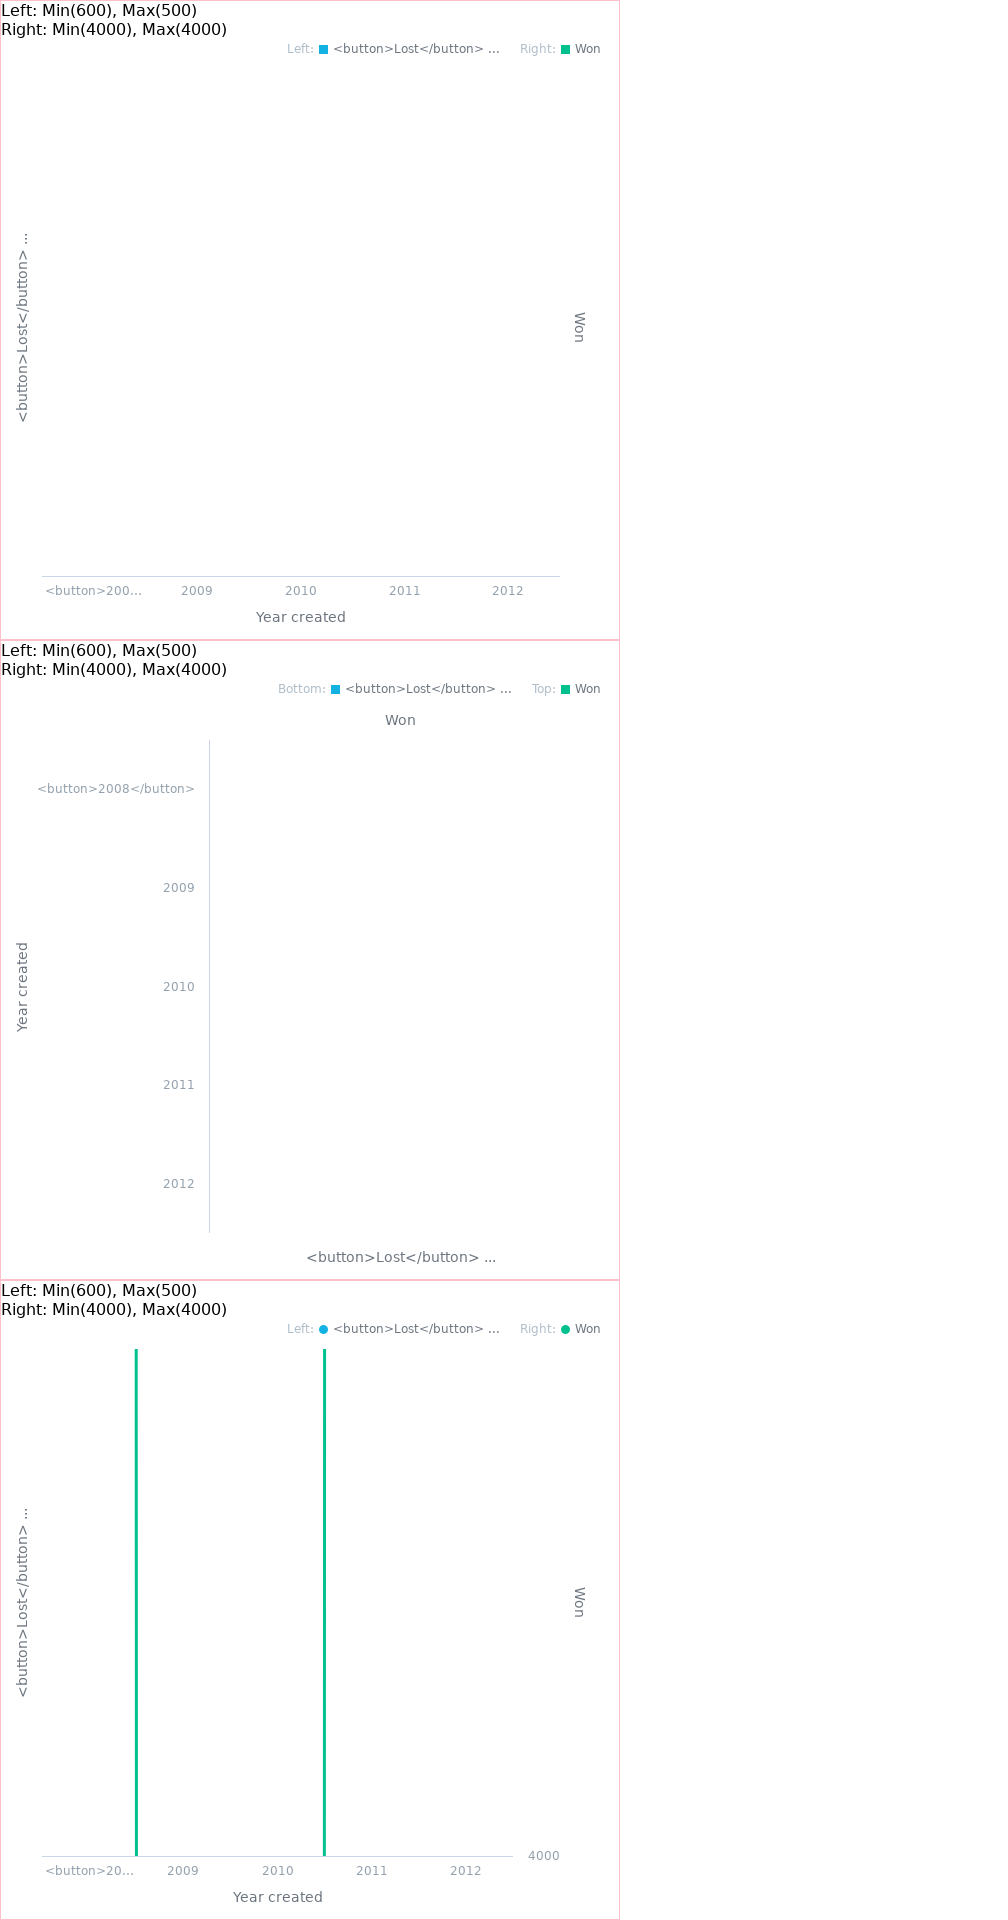 Left: Min(600), Max(500)
Right: Min(4000), Max(4000)
Left: <button>Lost</button> ... Right: Won
<button>Lost</button> ...
Won
<button>200... 2009 2010 2011 2012
Year created
Left: Min(600), Max(500)
Right: Min(4000), Max(4000)
Bottom: <button>Lost</button> ... Top: Won
Won
<button>2008</button>
2009
2010
2011
2012
Year created
<button>Lost</button> ...
Left: Min(600), Max(500)
Right: Min(4000), Max(4000)
Left: <button>Lost</button> ... Right: Won
<button>Lost</button> ...
Won
4000
<button>20... 2009 2010 2011 2012
Year created